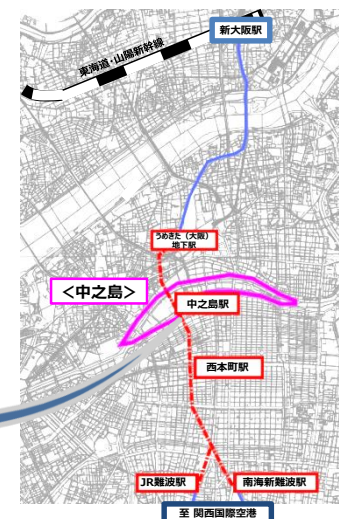 新大阪駅
東海道・山陽新幹線
うめきた（大阪）
地下駅
＜中之島＞
中之島駅
西本町駅
JR難波駅
南海新難波駅
至 関西国際空港